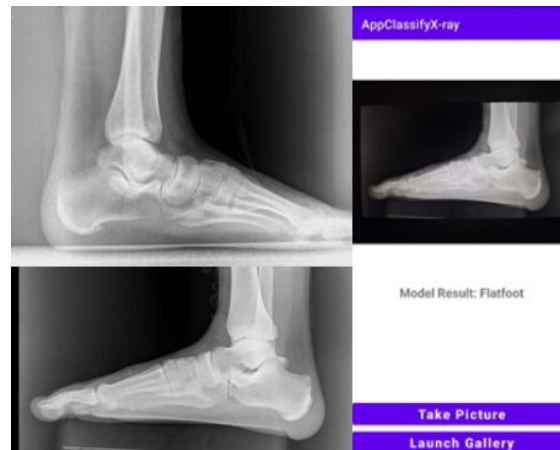 AppClassifyX-ray
Model Result: Flatfoot
Take Picture
Launch Gallery